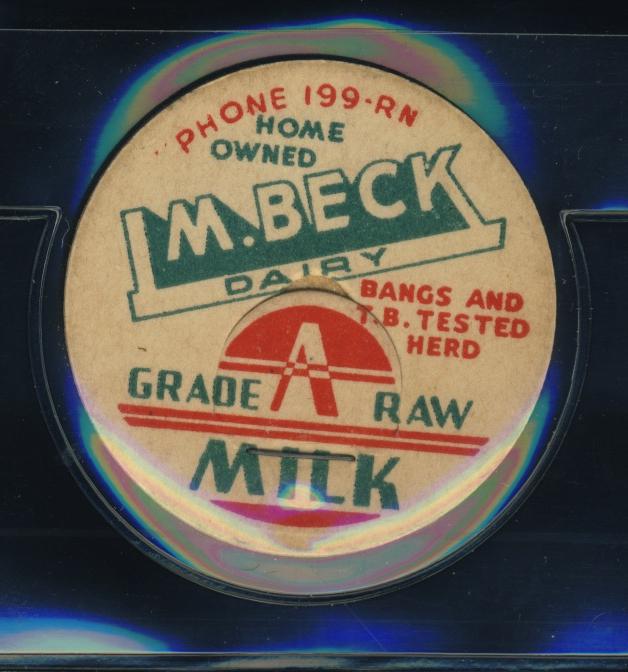 PHONE 199-RN
HOME
OWNED
M. BECK
DAIRY
BANGS AND
T.B. TESTED
HERD
GRADE A RAW
MILK